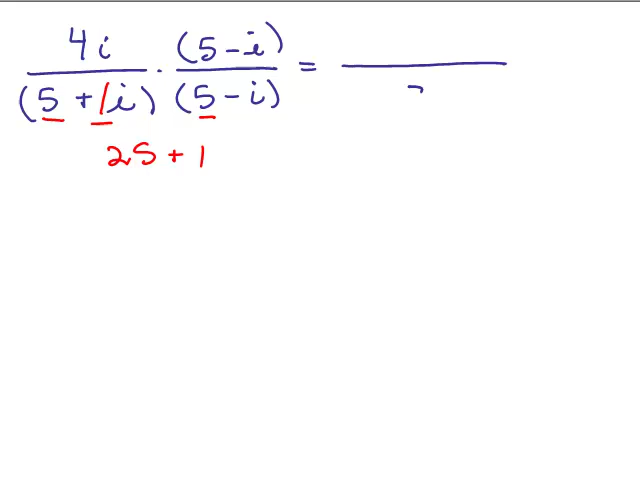 4i/(5 + 1i) · (5 - i)/(5 - i) =
25 + 1